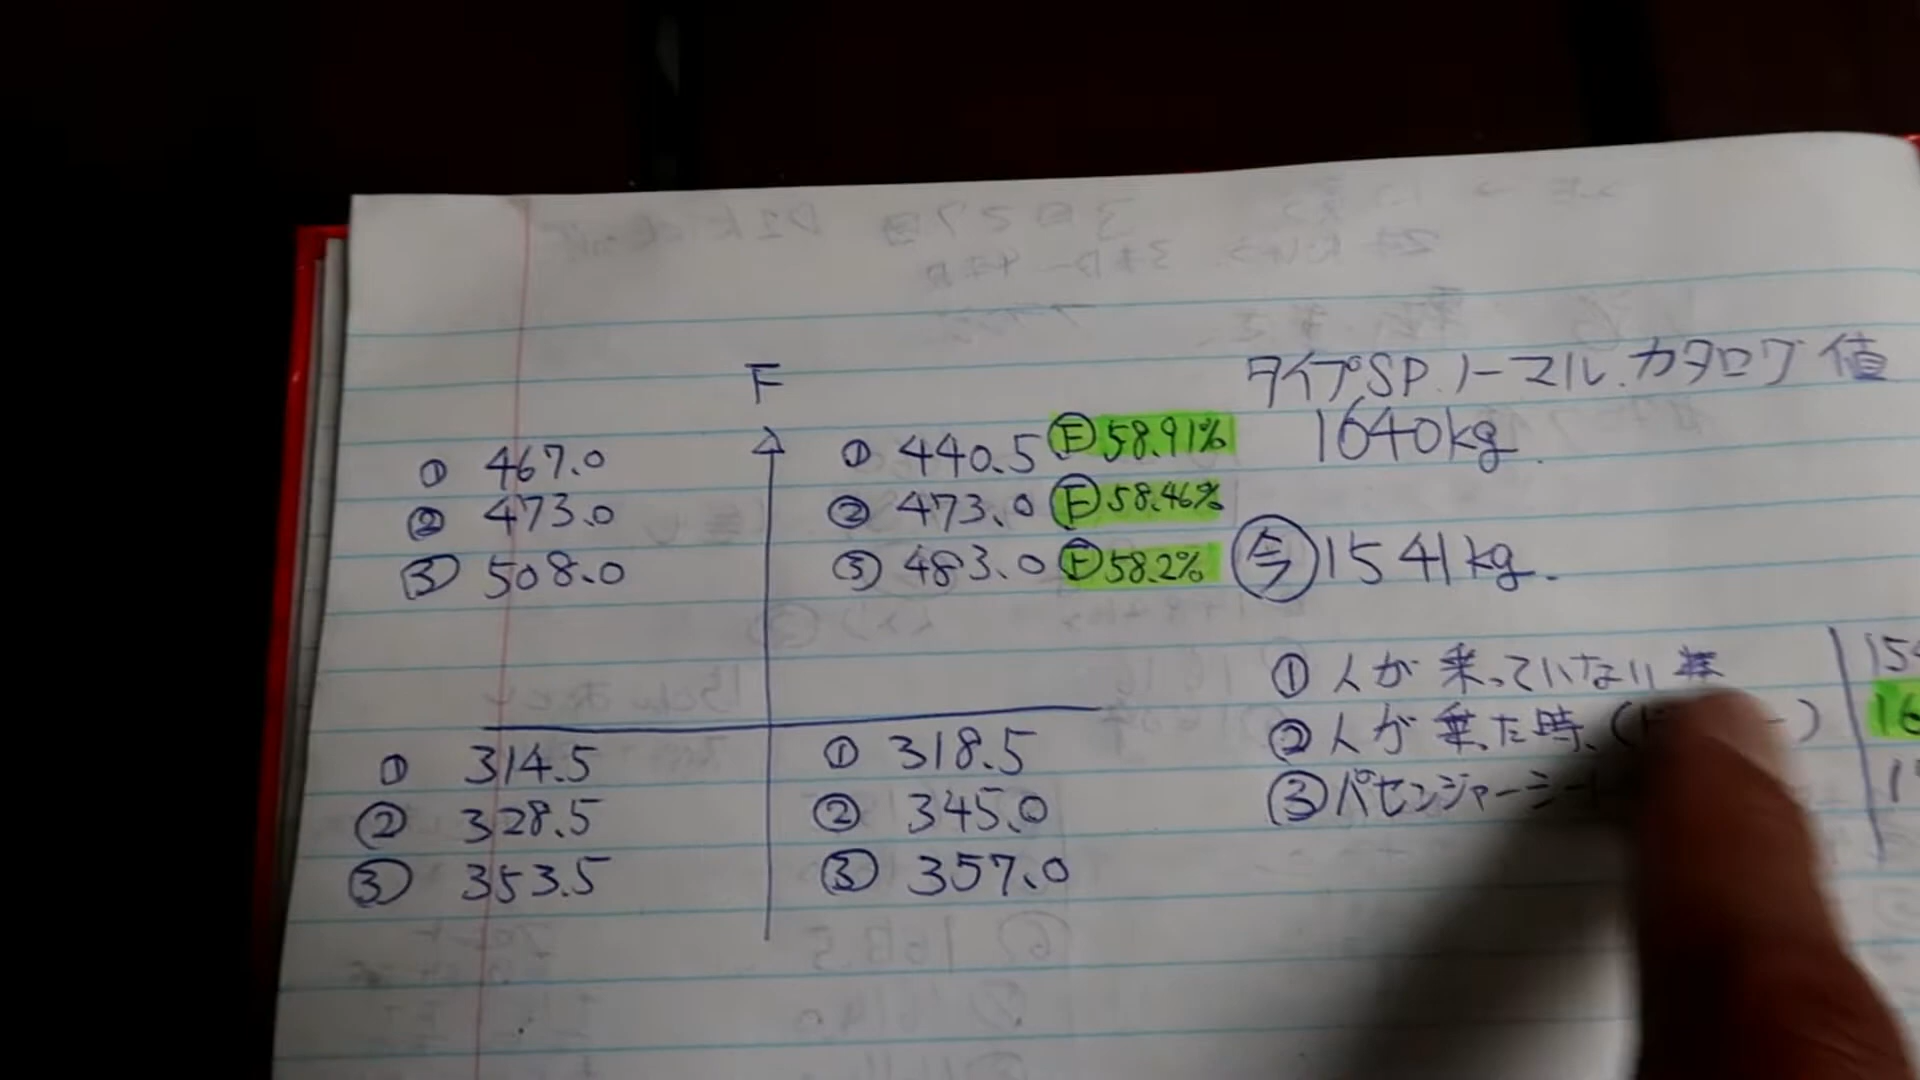 F
① 467.0
② 473.0
③ 508.0
① 440.5 Ⓕ58.91%
② 473.0 Ⓕ58.46%
③ 483.0 Ⓕ58.2%
① 314.5
② 328.5
③ 353.5
① 318.5
② 345.0
③ 357.0
タイプSP.ノーマル.カタログ値
1640kg.
今 1541kg.
① 人が乗っていない
② 人が乗った時、(
③ パセンジャーシー